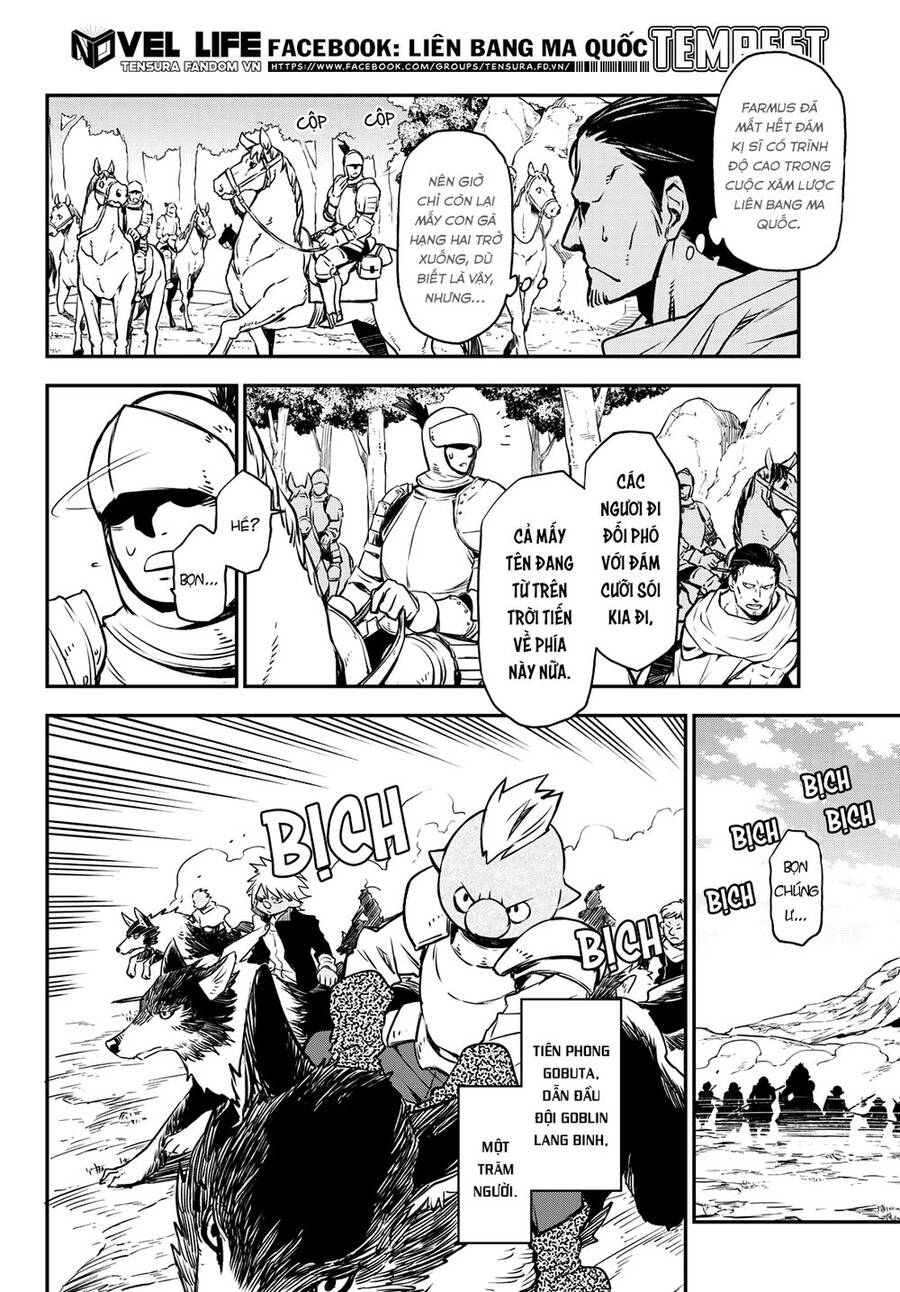 NOVEL LIFE
TENSURA FANDOM VN
FACEBOOK: LIÊN BANG MA QUỐC
HTTPS://WWW.FACEBOOK.COM/GROUPS/TENSURA.FD.VN/
TEMPEST
FARMUS ĐÃ
MẤT HẾT ĐÁM
KỊ SĨ CÓ TRÌNH
ĐỘ CAO TRONG
CUỘC XÂM LƯỢC
LIÊN BANG MA
QUỐC.
CỘP
CỘP
NÊN GIỜ
CHỈ CÒN LẠI
MẤY CON GÀ
HẠNG HAI TRỞ
XUỐNG, DÙ
BIẾT LÀ VẬY,
NHƯNG...
CÁC
NGƯƠI ĐI
ĐỐI PHÓ
VỚI ĐÁM
CƯỠI SÓI
KIA ĐI,
CẢ MẤY
TÊN ĐANG
TỪ TRÊN
TRỜI TIẾN
VỀ PHÍA
NÀY NỮA.
HẾ?
BỌN...
BỊCH
BỊCH
BỊCH
BỊCH
BỌN
CHÚNG
Ư...
BỊCH
BỊCH
TIÊN PHONG
GOBUTA,
DẪN ĐẦU
ĐỘI GOBLIN
LANG BINH,
MỘT
TRĂM
NGƯỜI.